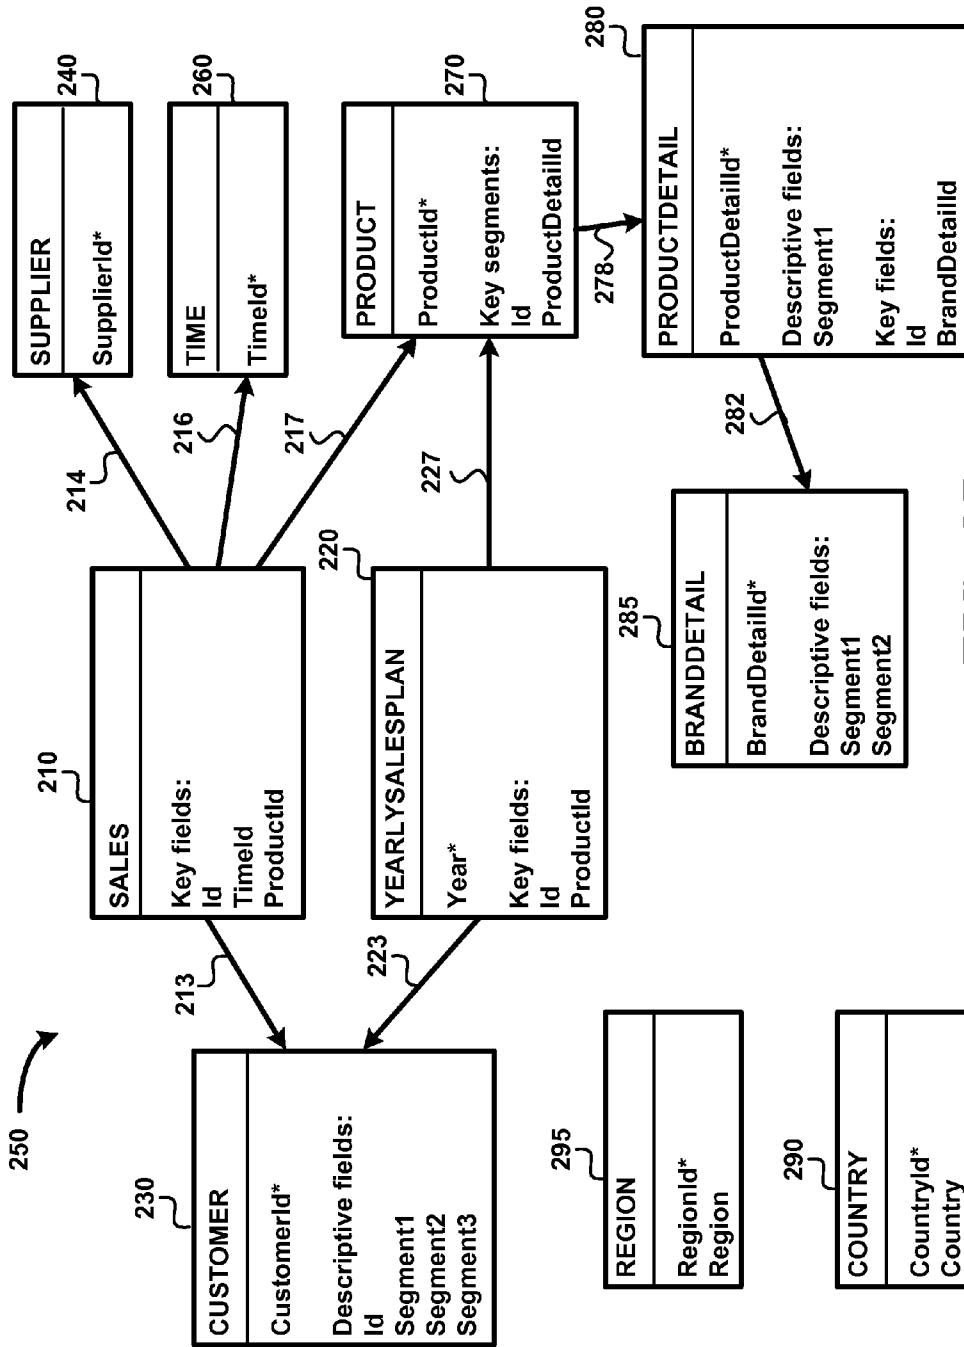 250
230
CUSTOMER
CustomerId*
Descriptive fields:
Id
Segment1
Segment2
Segment3
295
REGION
RegionId*
Region
290
COUNTRY
CountryId*
Country
213
223
210
SALES
Key fields:
Id
TimeId
ProductId
220
YEARLYSALESPLAN
Year*
Key fields:
Id
ProductId
285
BRANDDETAIL
BrandDetailId*
Descriptive fields:
Segment1
Segment2
214
216
217
227
282
240
SUPPLIER
SupplierId*
260
TIME
TimeId*
270
PRODUCT
ProductId*
Key segments:
Id
ProductDetailId
278
280
PRODUCTDETAIL
ProductDetailId*
Descriptive fields:
Segment1
Key fields:
Id
BrandDetailId